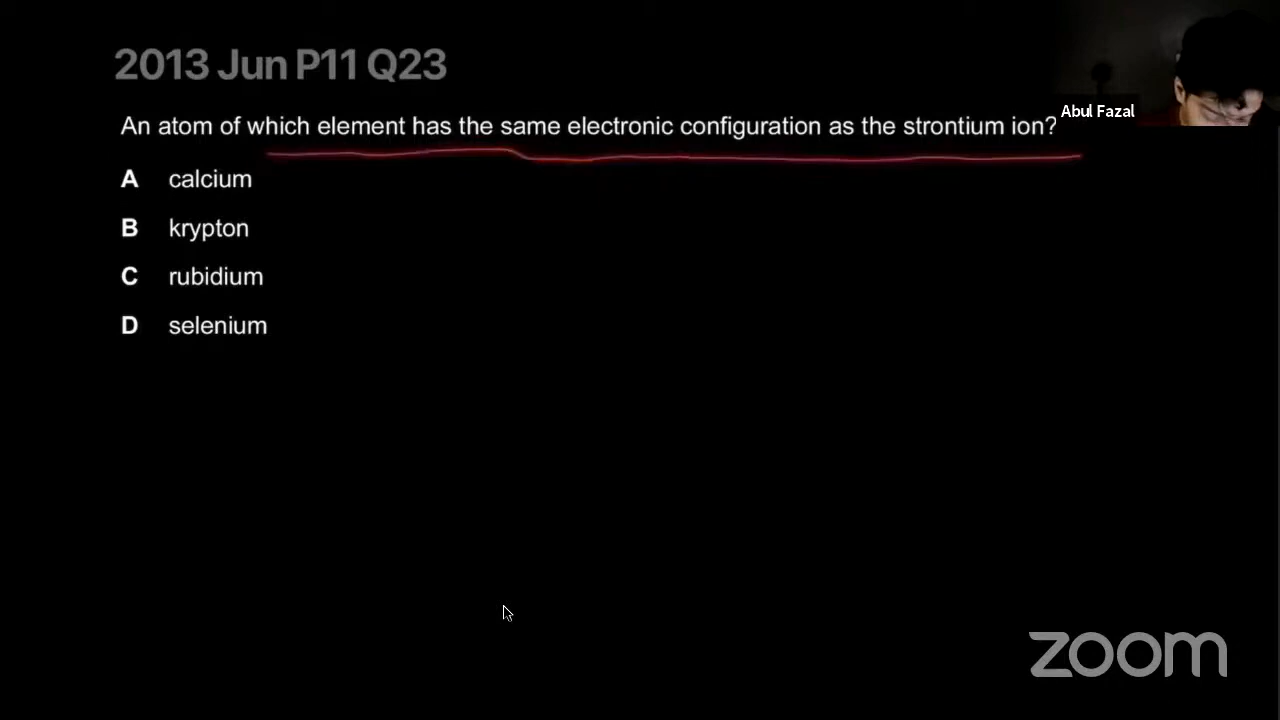 2013 Jun P11 Q23
An atom of which element has the same electronic configuration as the strontium ion?
Abul Fazal
A calcium
B krypton
C rubidium
D selenium
zoom